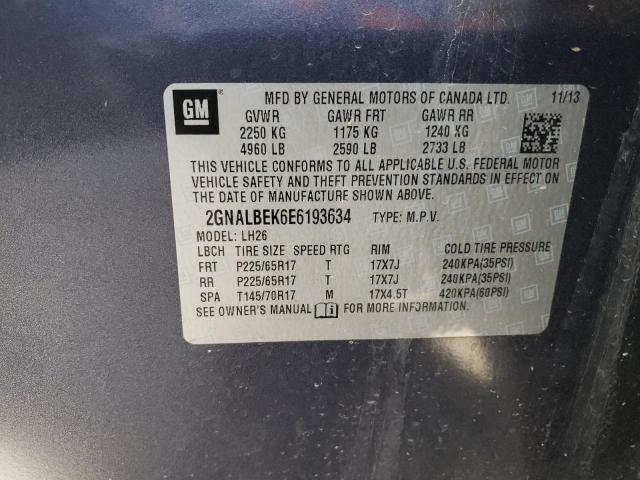 GM ® MFD BY GENERAL MOTORS OF CANADA LTD. 11/13
GVWR GAWR FRT GAWR RR
2250 KG 1175 KG 1240 KG
4960 LB 2590 LB 2733 LB
THIS VEHICLE CONFORMS TO ALL APPLICABLE U.S. FEDERAL MOTOR
VEHICLE SAFETY AND THEFT PREVENTION STANDARDS IN EFFECT ON
THE DATE OF MANUFACTURE SHOWN ABOVE.
2GNALBEK6E6193634 TYPE: M.P.V.
MODEL: LH26
LBCH TIRE SIZE SPEED RTG RIM COLD TIRE PRESSURE
FRT P225/65R17 T 17X7J 240KPA(35PSI)
RR P225/65R17 T 17X7J 240KPA(35PSI)
SPA T145/70R17 M 17X4.5T 420KPA(60PSI)
SEE OWNER'S MANUAL FOR MORE INFORMATION.